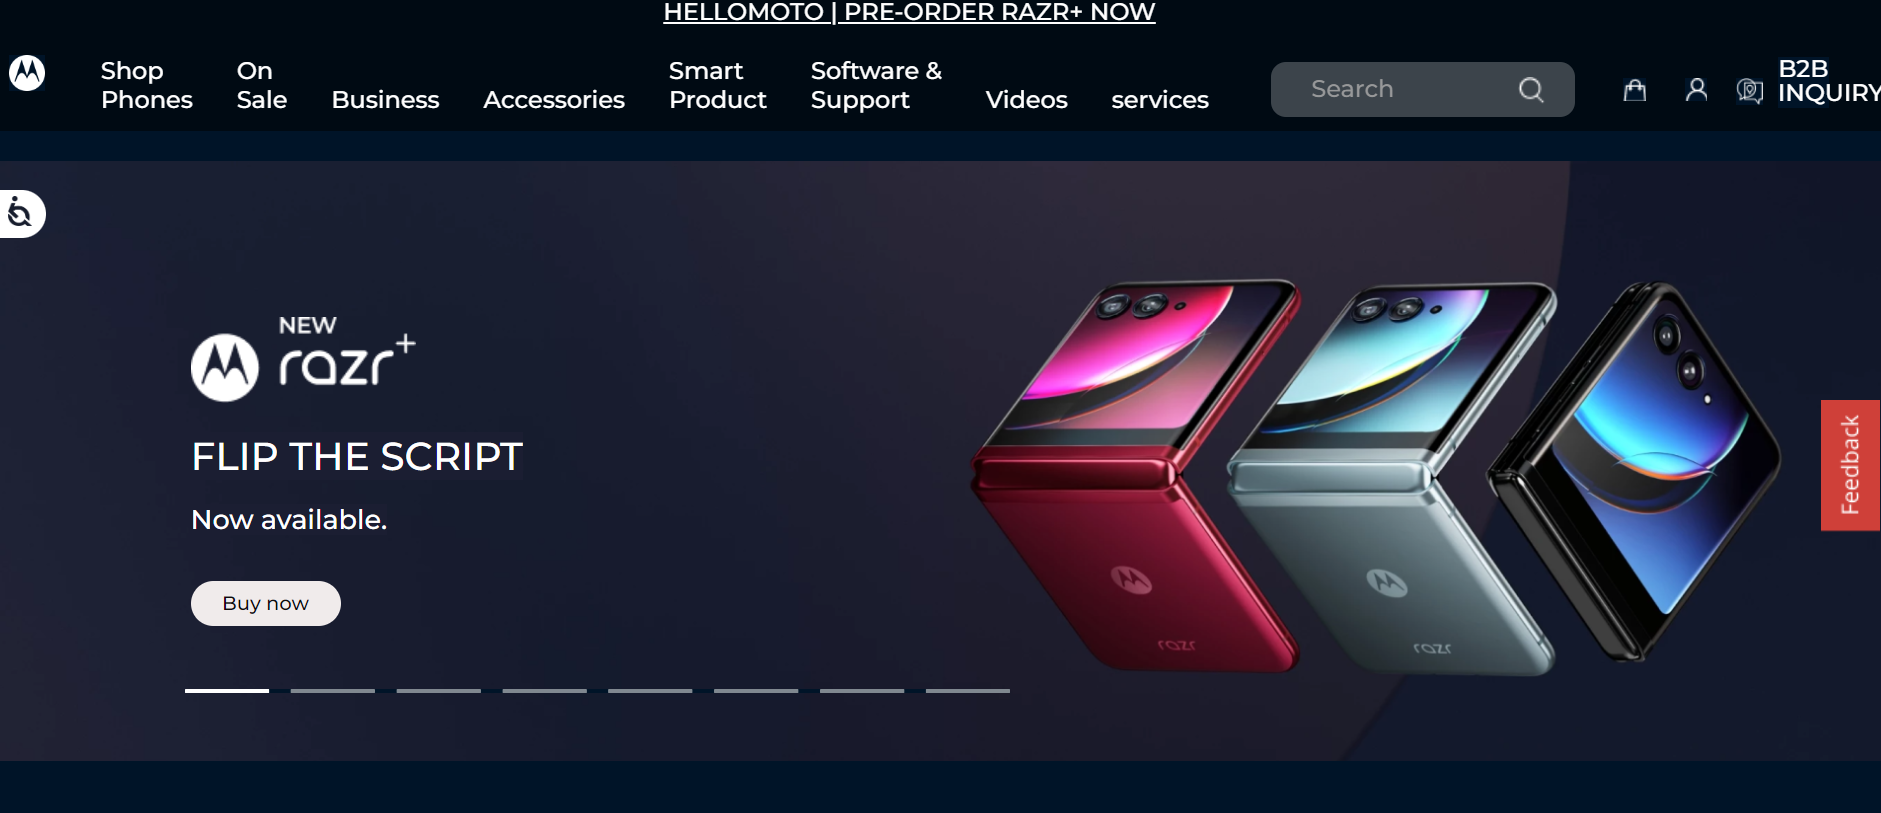 HELLOMOTO | PRE-ORDER RAZR+ NOW
Shop
Phones
On
Sale
Business
Accessories
Smart
Product
Software &
Support
Videos
services
Search
B2B
INQUIRY
NEW
razr+
FLIP THE SCRIPT
Now available.
Buy now
razr
razr
Feedback